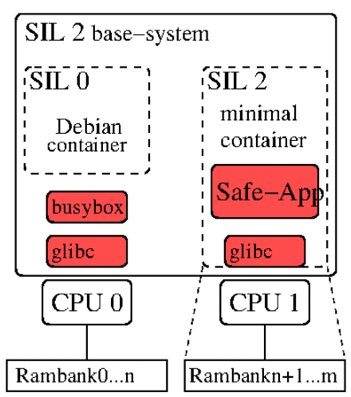 SIL 2 base-system
SIL 0
Debian
container
busybox
glibc
SIL 2
minimal
container
Safe-App
glibc
CPU 0
CPU 1
Rambank0...n
Rambankn+1...m